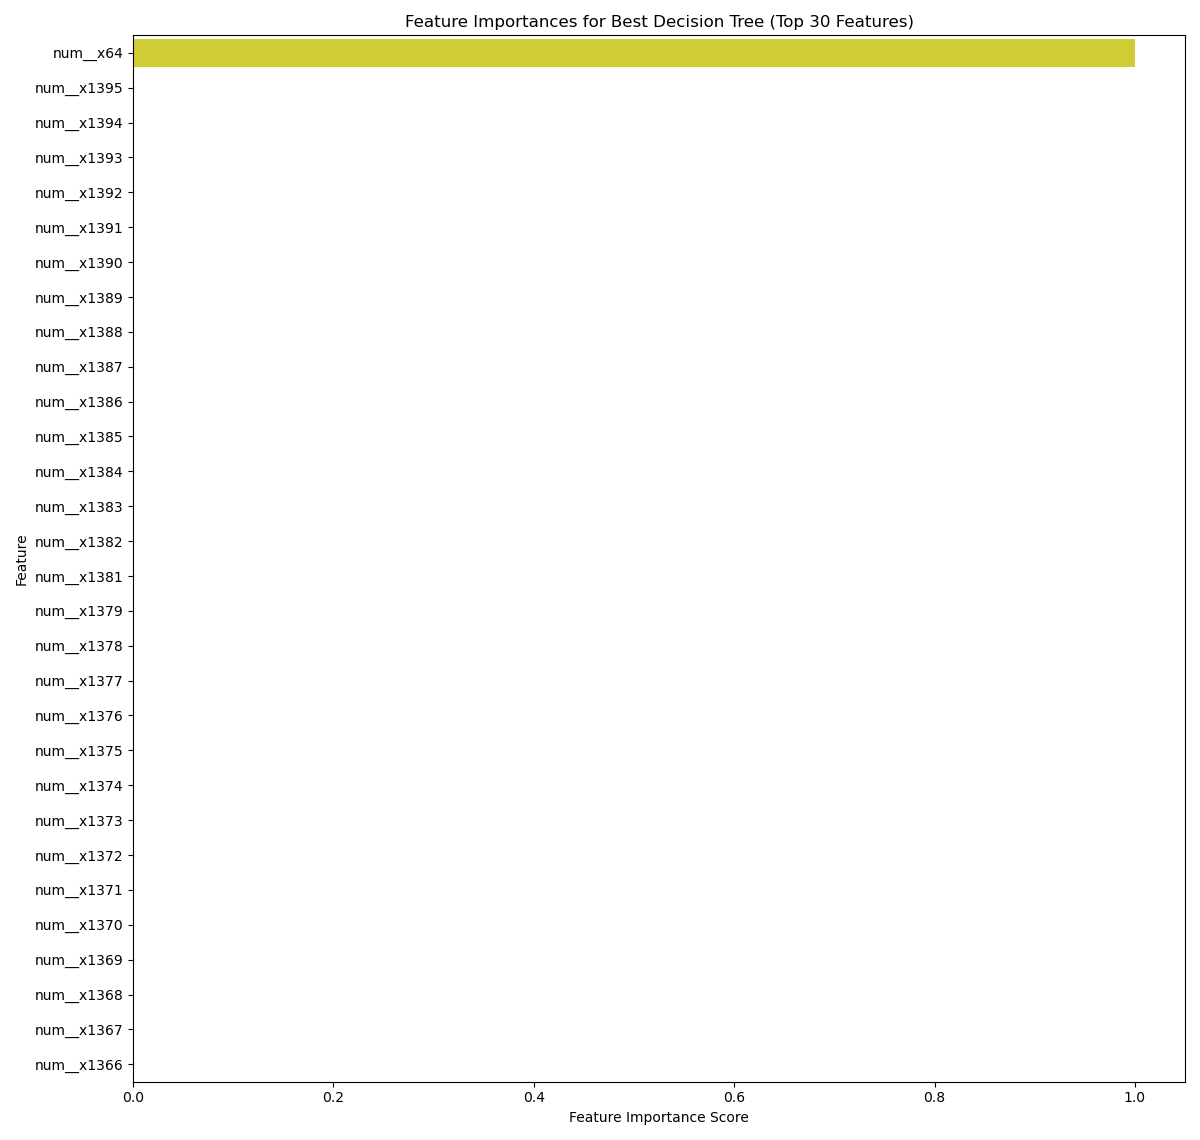 Feature Importances for Best Decision Tree (Top 30 Features)
num__x64
num__x1395
num__x1394
num__x1393
num__x1392
num__x1391
num__x1390
num__x1389
num__x1388
num__x1387
num__x1386
num__x1385
num__x1384
num__x1383
num__x1382
num__x1381
num__x1379
num__x1378
num__x1377
num__x1376
num__x1375
num__x1374
num__x1373
num__x1372
num__x1371
num__x1370
num__x1369
num__x1368
num__x1367
num__x1366
Feature
0.0 0.2 0.4 0.6 0.8 1.0
Feature Importance Score